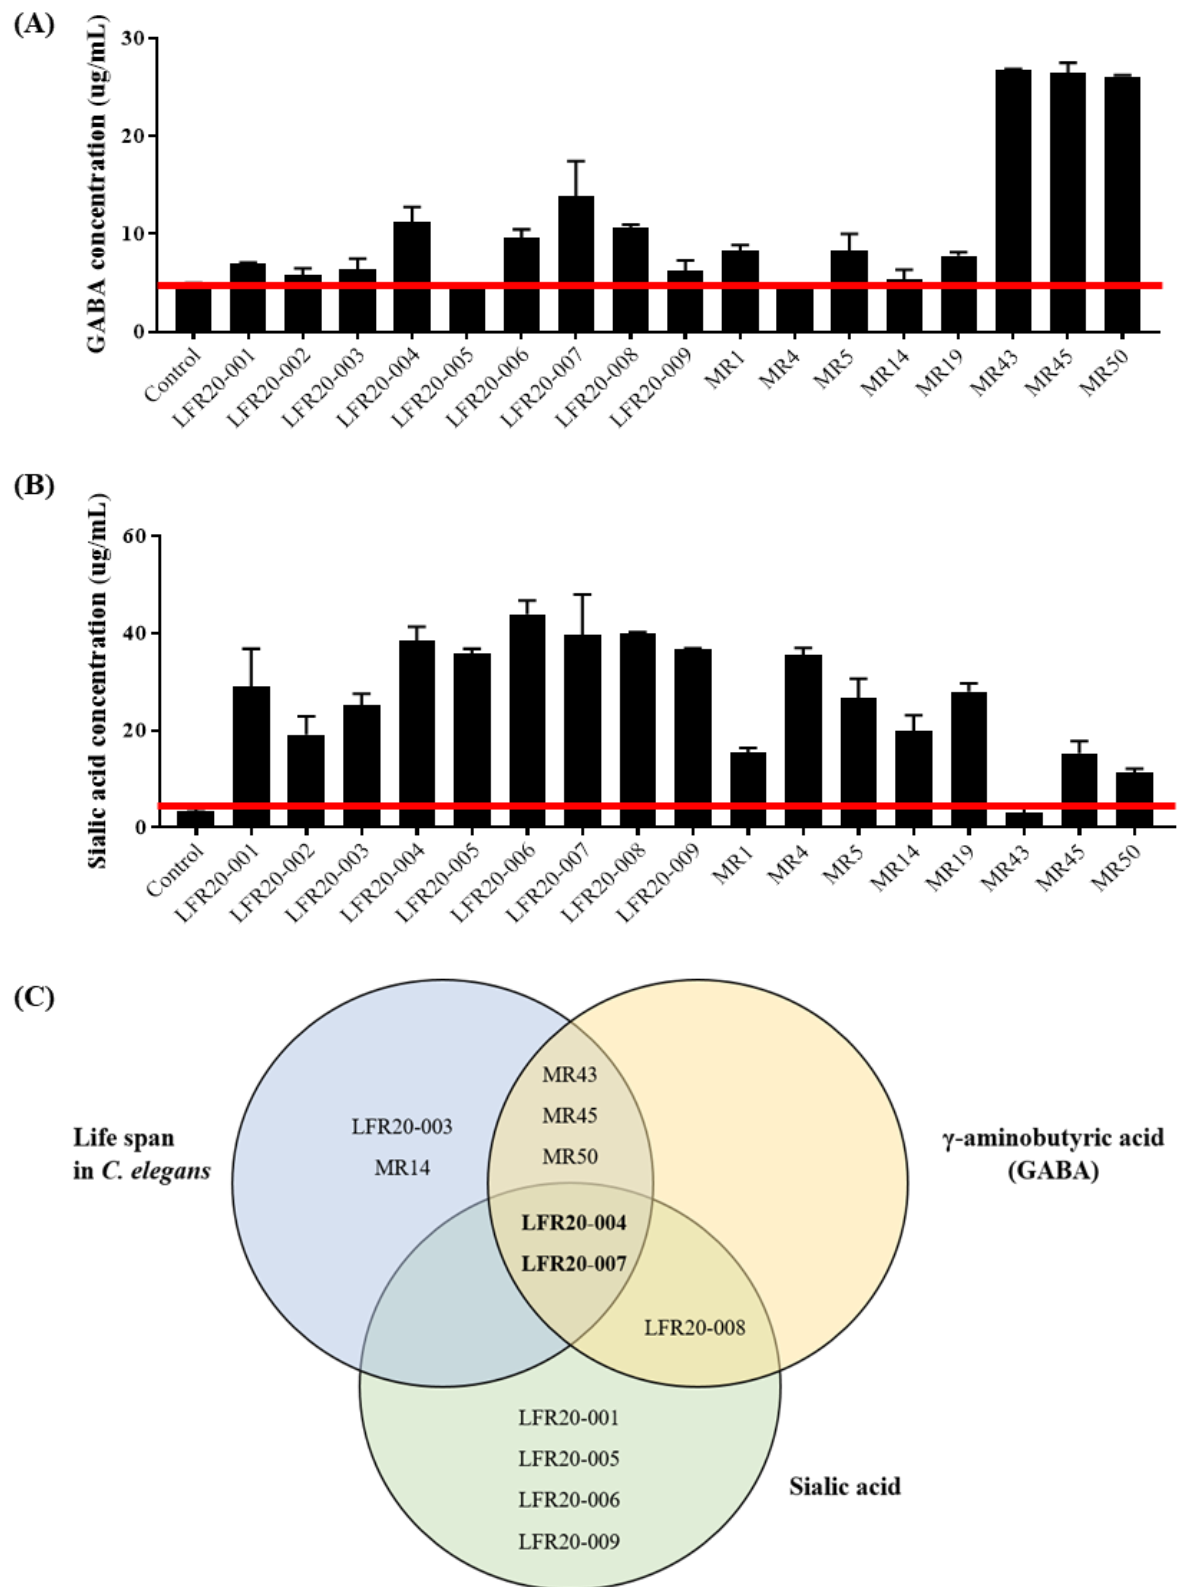 (A)
GABA concentration (ug/mL)
30
20
10
0
Control
LFR20-001
LFR20-002
LFR20-003
LFR20-004
LFR20-005
LFR20-006
LFR20-007
LFR20-008
LFR20-009
MR1
MR4
MR5
MR14
MR19
MR43
MR45
MR50
(B)
Sialic acid concentration (ug/mL)
60
40
20
0
Control
LFR20-001
LFR20-002
LFR20-003
LFR20-004
LFR20-005
LFR20-006
LFR20-007
LFR20-008
LFR20-009
MR1
MR4
MR5
MR14
MR19
MR43
MR45
MR50
(C)
Life span
in C. elegans
LFR20-003
MR14
MR43
MR45
MR50
γ-aminobutyric acid
(GABA)
LFR20-004
LFR20-007
LFR20-008
LFR20-001
LFR20-005
LFR20-006
LFR20-009
Sialic acid